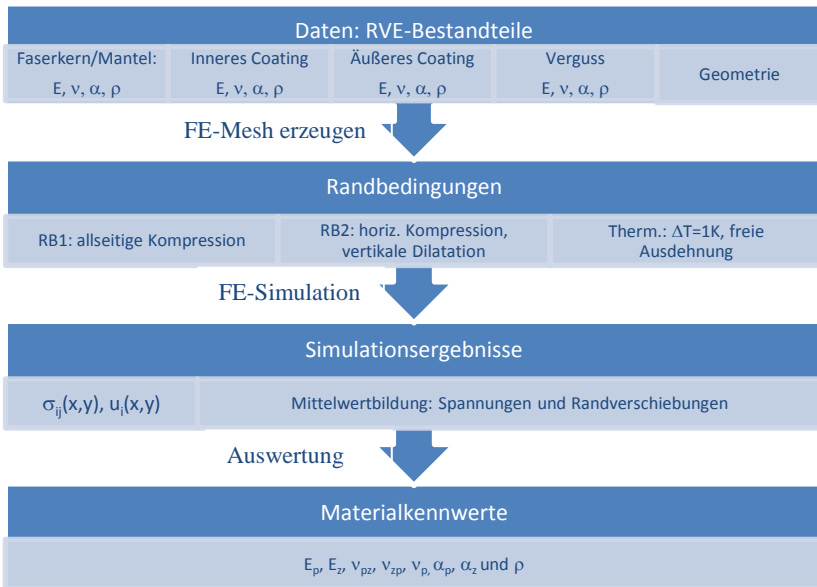 Daten: RVE-Bestandteile
Faserkern/Mantel:
E, ν, α, ρ
Inneres Coating
E, ν, α, ρ
Äußeres Coating
E, ν, α, ρ
Verguss
E, ν, α, ρ
Geometrie
FE-Mesh erzeugen
Randbedingungen
RB1: allseitige Kompression
RB2: horiz. Kompression,
vertikale Dilatation
Therm.: ΔT=1K, freie
Ausdehnung
FE-Simulation
Simulationsergebnisse
σij(x,y), ui(x,y)
Mittelwertbildung: Spannungen und Randverschiebungen
Auswertung
Materialkennwerte
Ep, Ez, νpz, νzp, νp, αp, αz und ρ